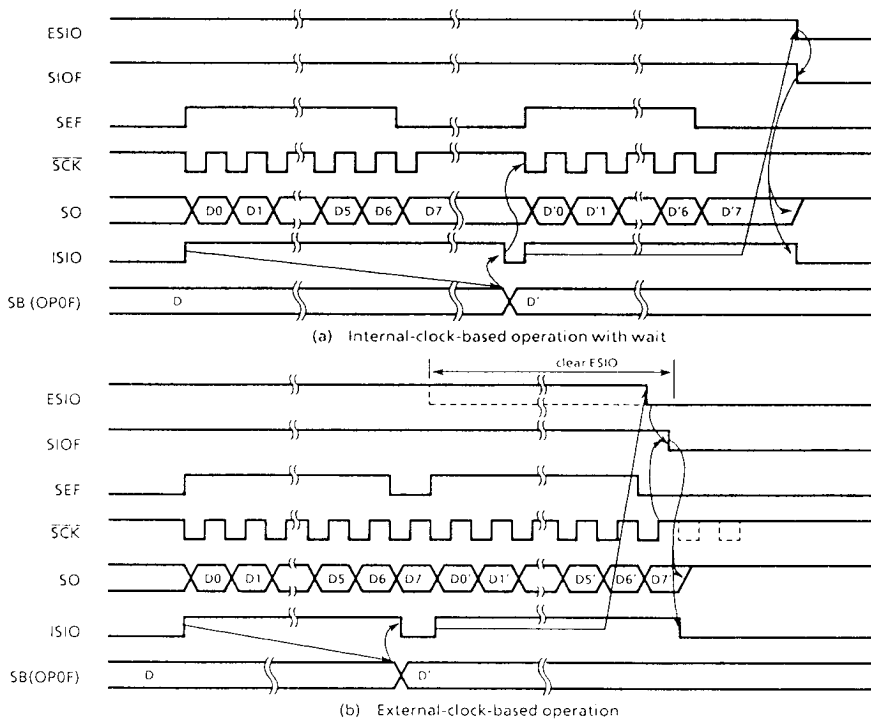 ESIO
SIOF
SEF
SCK
SO D0 D1 D5 D6 D7 D'0 D'1 D'6 D'7
ISIO
SB (OP0F) D D'
(a) Internal-clock-based operation with wait
clear ESIO
ESIO
SIOF
SEF
SCK
SO D0 D1 D5 D6 D7 D0' D1' D5' D6' D7'
ISIO
SB(OP0F) D D'
(b) External-clock-based operation